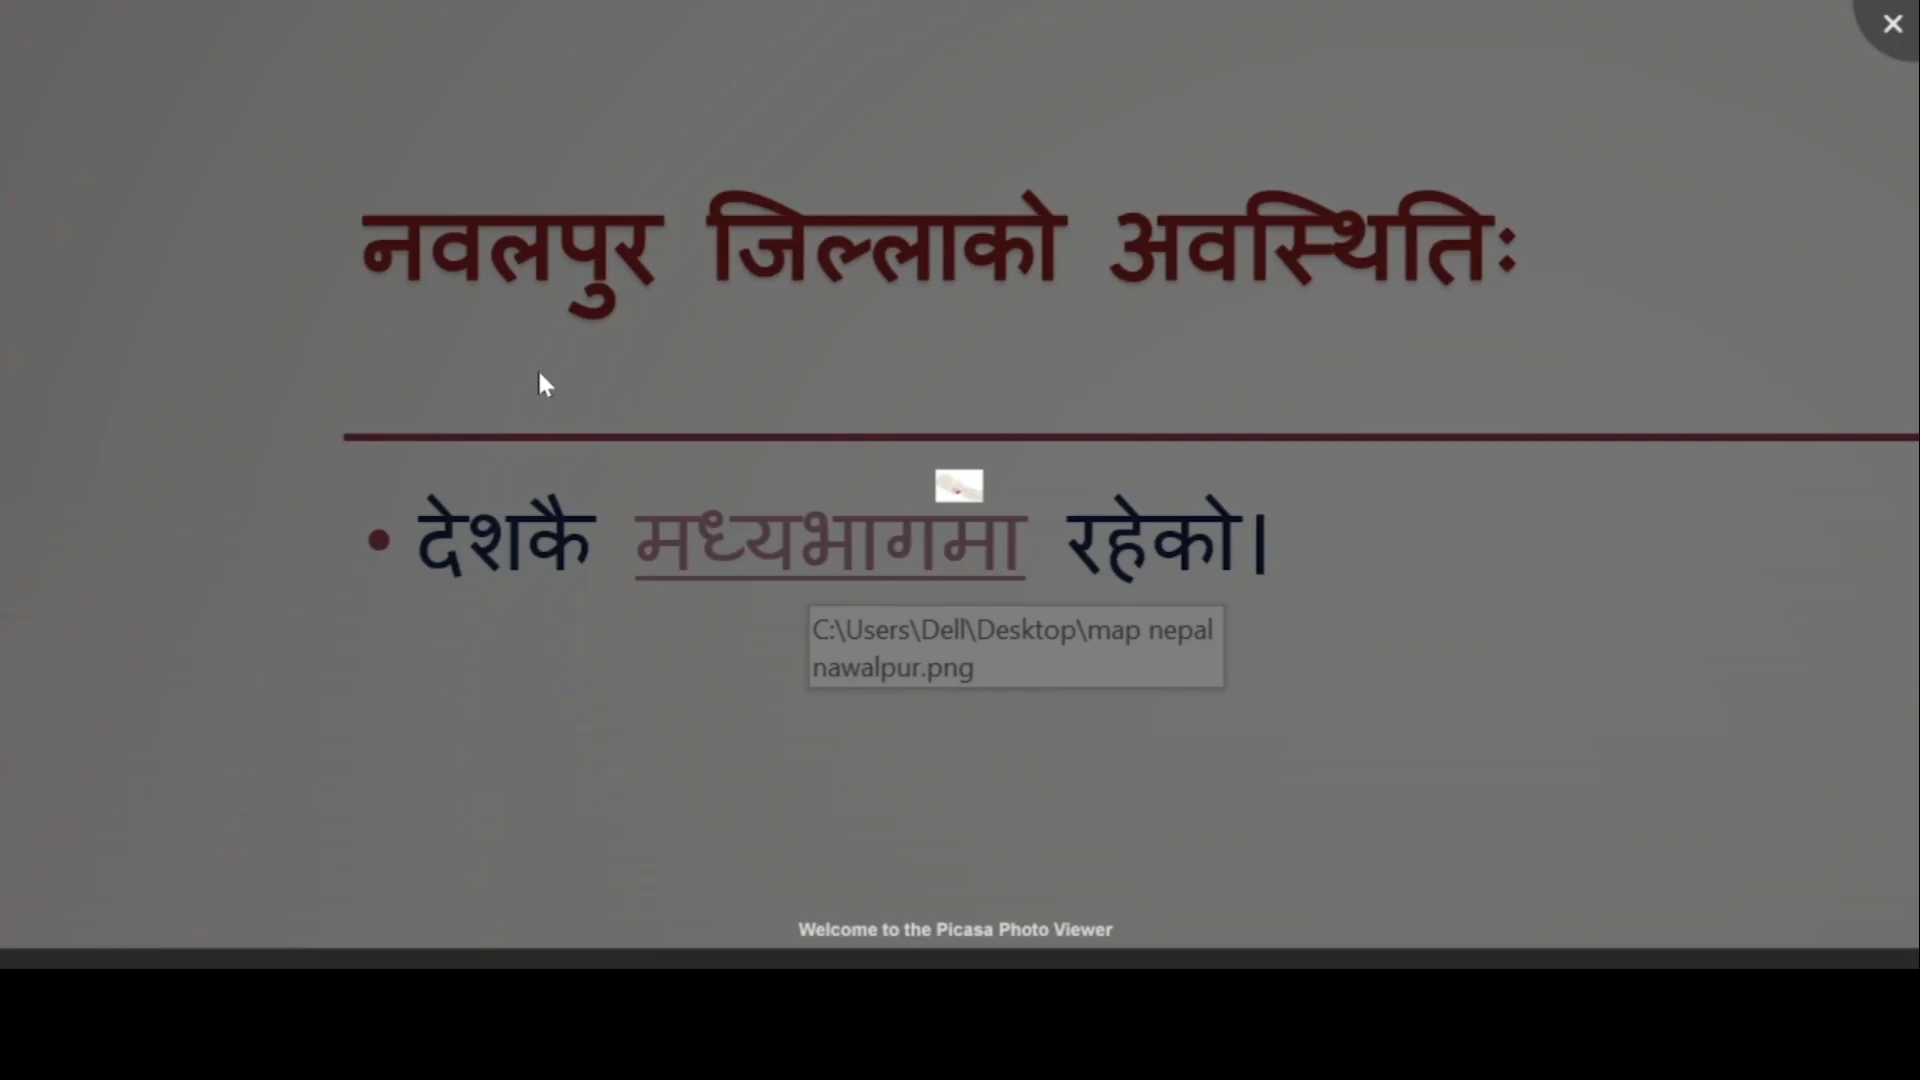 नवलपुर जिल्लाको अवस्थितिः
• देशकै मध्यभागमा रहेको।
C:\Users\Dell\Desktop\map nepal
nawalpur.png
Welcome to the Picasa Photo Viewer